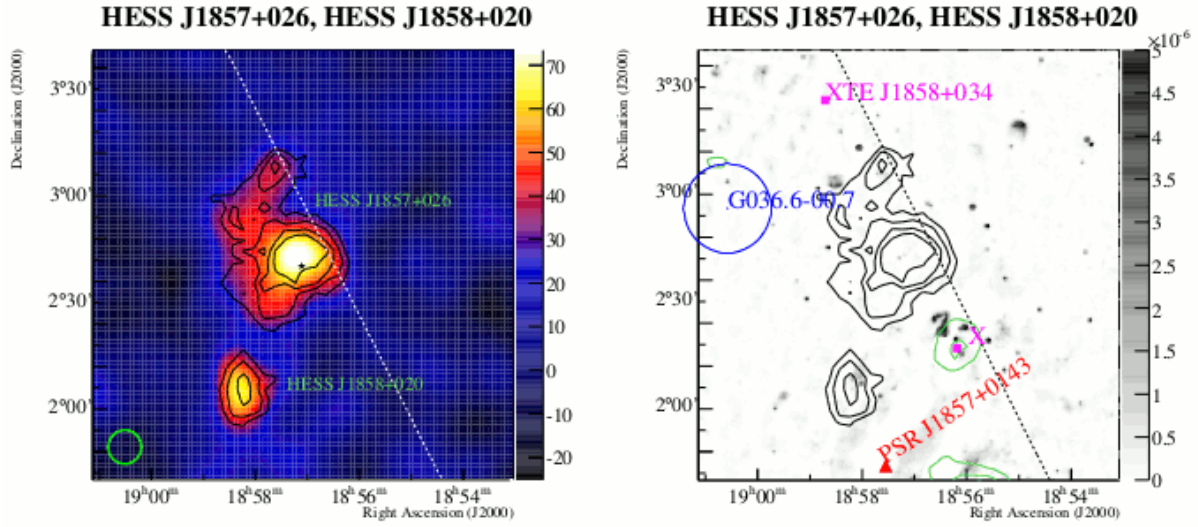 HESS J1857+026, HESS J1858+020
Declination (J2000)
3°30'
3°00'
2°30'
2°00'
HESS J1857+026
HESS J1858+020
19h00m
18h58m
18h56m
18h54m
Right Ascension (J2000)
70
60
50
40
30
20
10
0
-10
-20
HESS J1857+026, HESS J1858+020
Declination (J2000)
3°30'
3°00'
2°30'
2°00'
XTE J1858+034
G036.6-00.7
X
PSR J1857+0143
19h00m
18h58m
18h56m
18h54m
Right Ascension (J2000)
×10-6
5
4.5
4
3.5
3
2.5
2
1.5
1
0.5
0